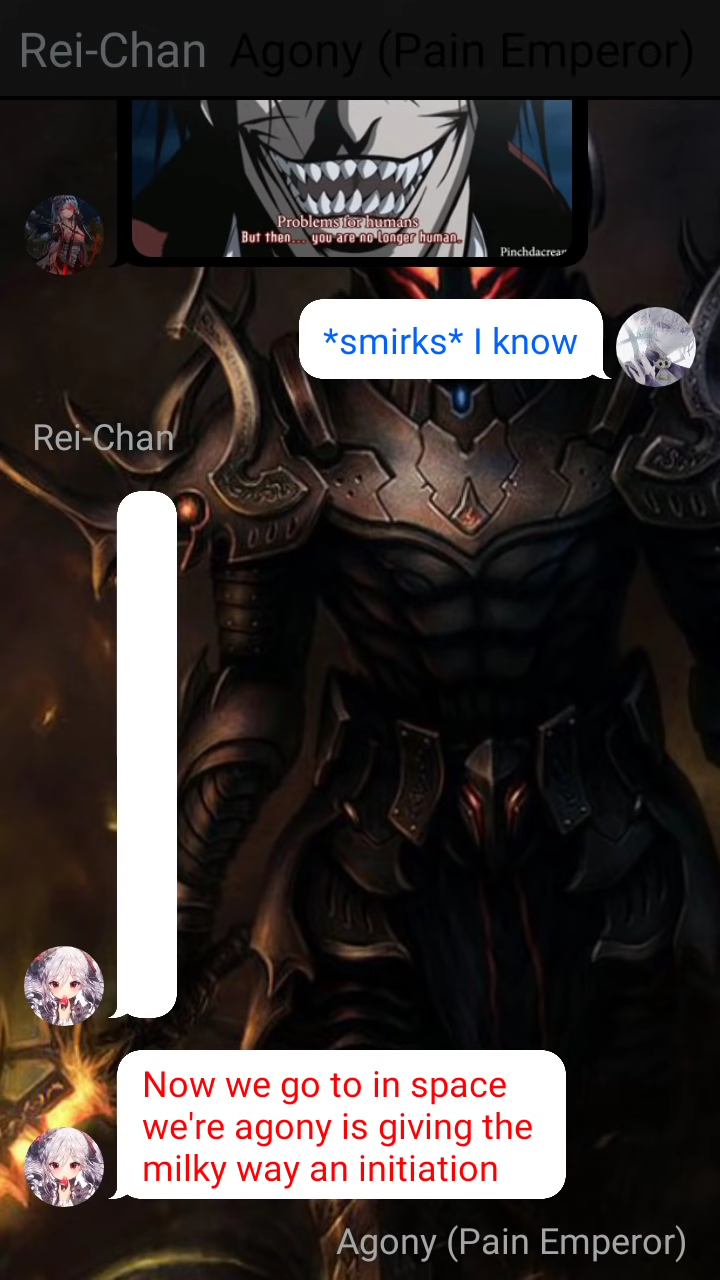 Rei-Chan Agony (Pain Emperor)
Problems for humans
But then... you are no longer human.
Pinchdacrear
*smirks* I know
Rei-Chan
Now we go to in space
we're agony is giving the
milky way an initiation
Agony (Pain Emperor)